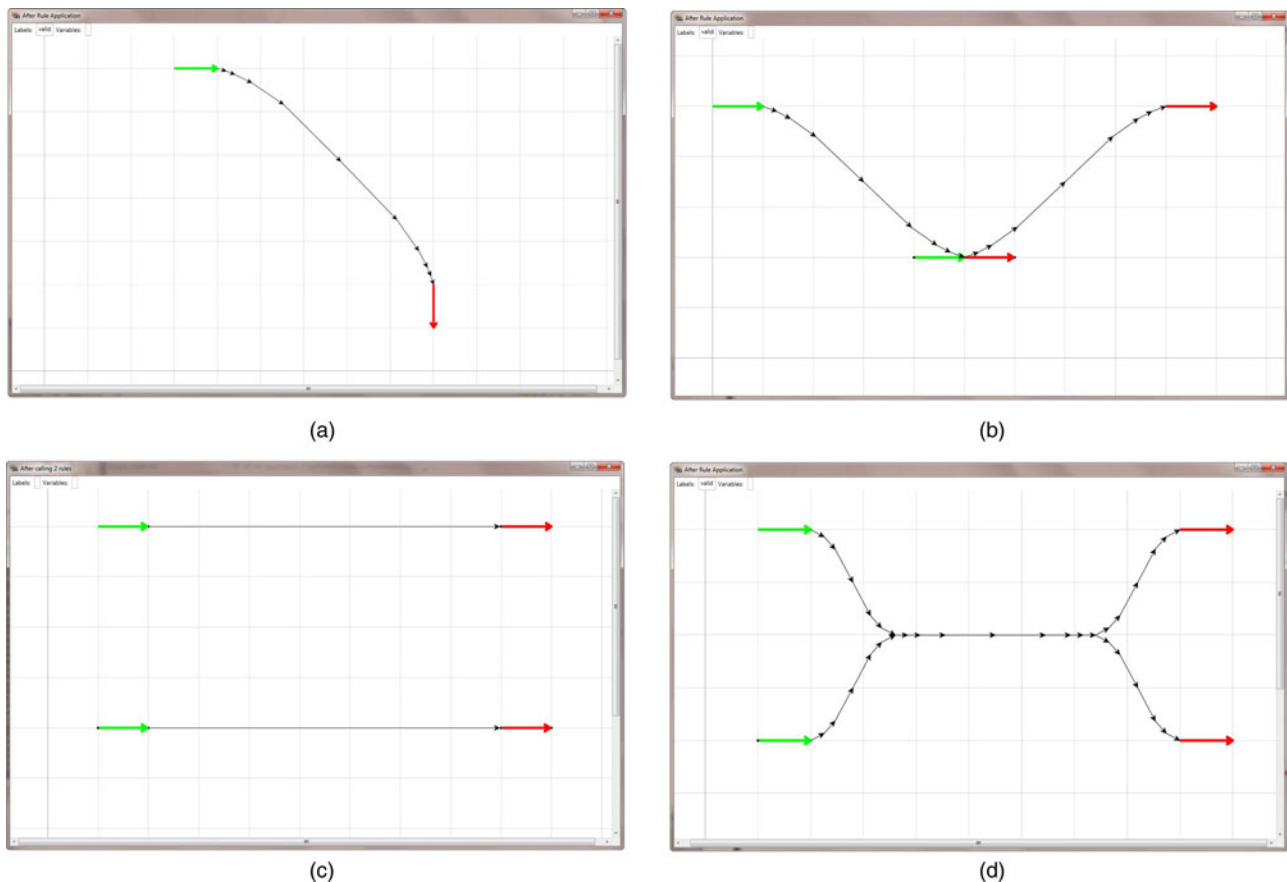 After Rule Application
Labels: valid Variables:
After Rule Application
Labels: valid Variables:
(a)
(b)
After calling 2 rules
Labels: Variables:
After Rule Application
Labels: valid Variables:
(c)
(d)